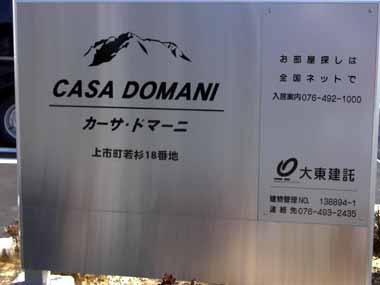 CASA DOMANI
カーサ・ドマーニ
上市町若杉18番地
お部屋探しは
全国ネットで
入居案内076-492-1000
大東建託
建物管理NO. 138894-1
連絡先076-493-2435